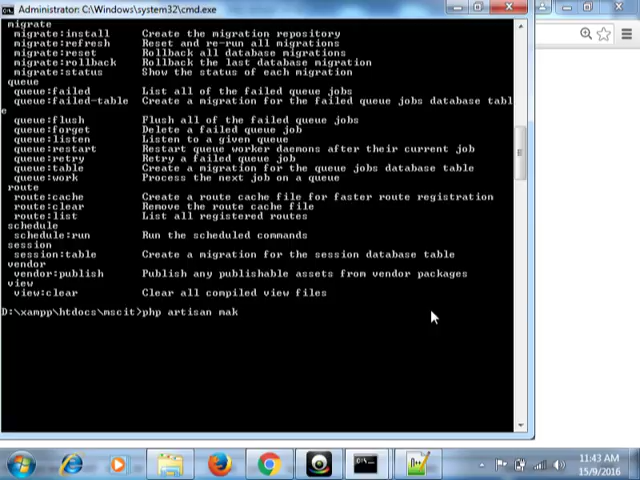 Administrator: C:\Windows\system32\cmd.exe
migrate
migrate:install Create the migration repository
migrate:refresh Reset and re-run all migrations
migrate:reset Rollback all database migrations
migrate:rollback Rollback the last database migration
migrate:status Show the status of each migration
queue
queue:failed List all of the failed queue jobs
queue:failed-table Create a migration for the failed queue jobs database tabl
e
queue:flush Flush all of the failed queue jobs
queue:forget Delete a failed queue job
queue:listen Listen to a given queue
queue:restart Restart queue worker daemons after their current job
queue:retry Retry a failed queue job
queue:table Create a migration for the queue jobs database table
queue:work Process the next job on a queue
route
route:cache Create a route cache file for faster route registration
route:clear Remove the route cache file
route:list List all registered routes
schedule
schedule:run Run the scheduled commands
session
session:table Create a migration for the session database table
vendor
vendor:publish Publish any publishable assets from vendor packages
view
view:clear Clear all compiled view files
D:\xampp\htdocs\mscit>php artisan mak
11:43 AM
15/9/2016